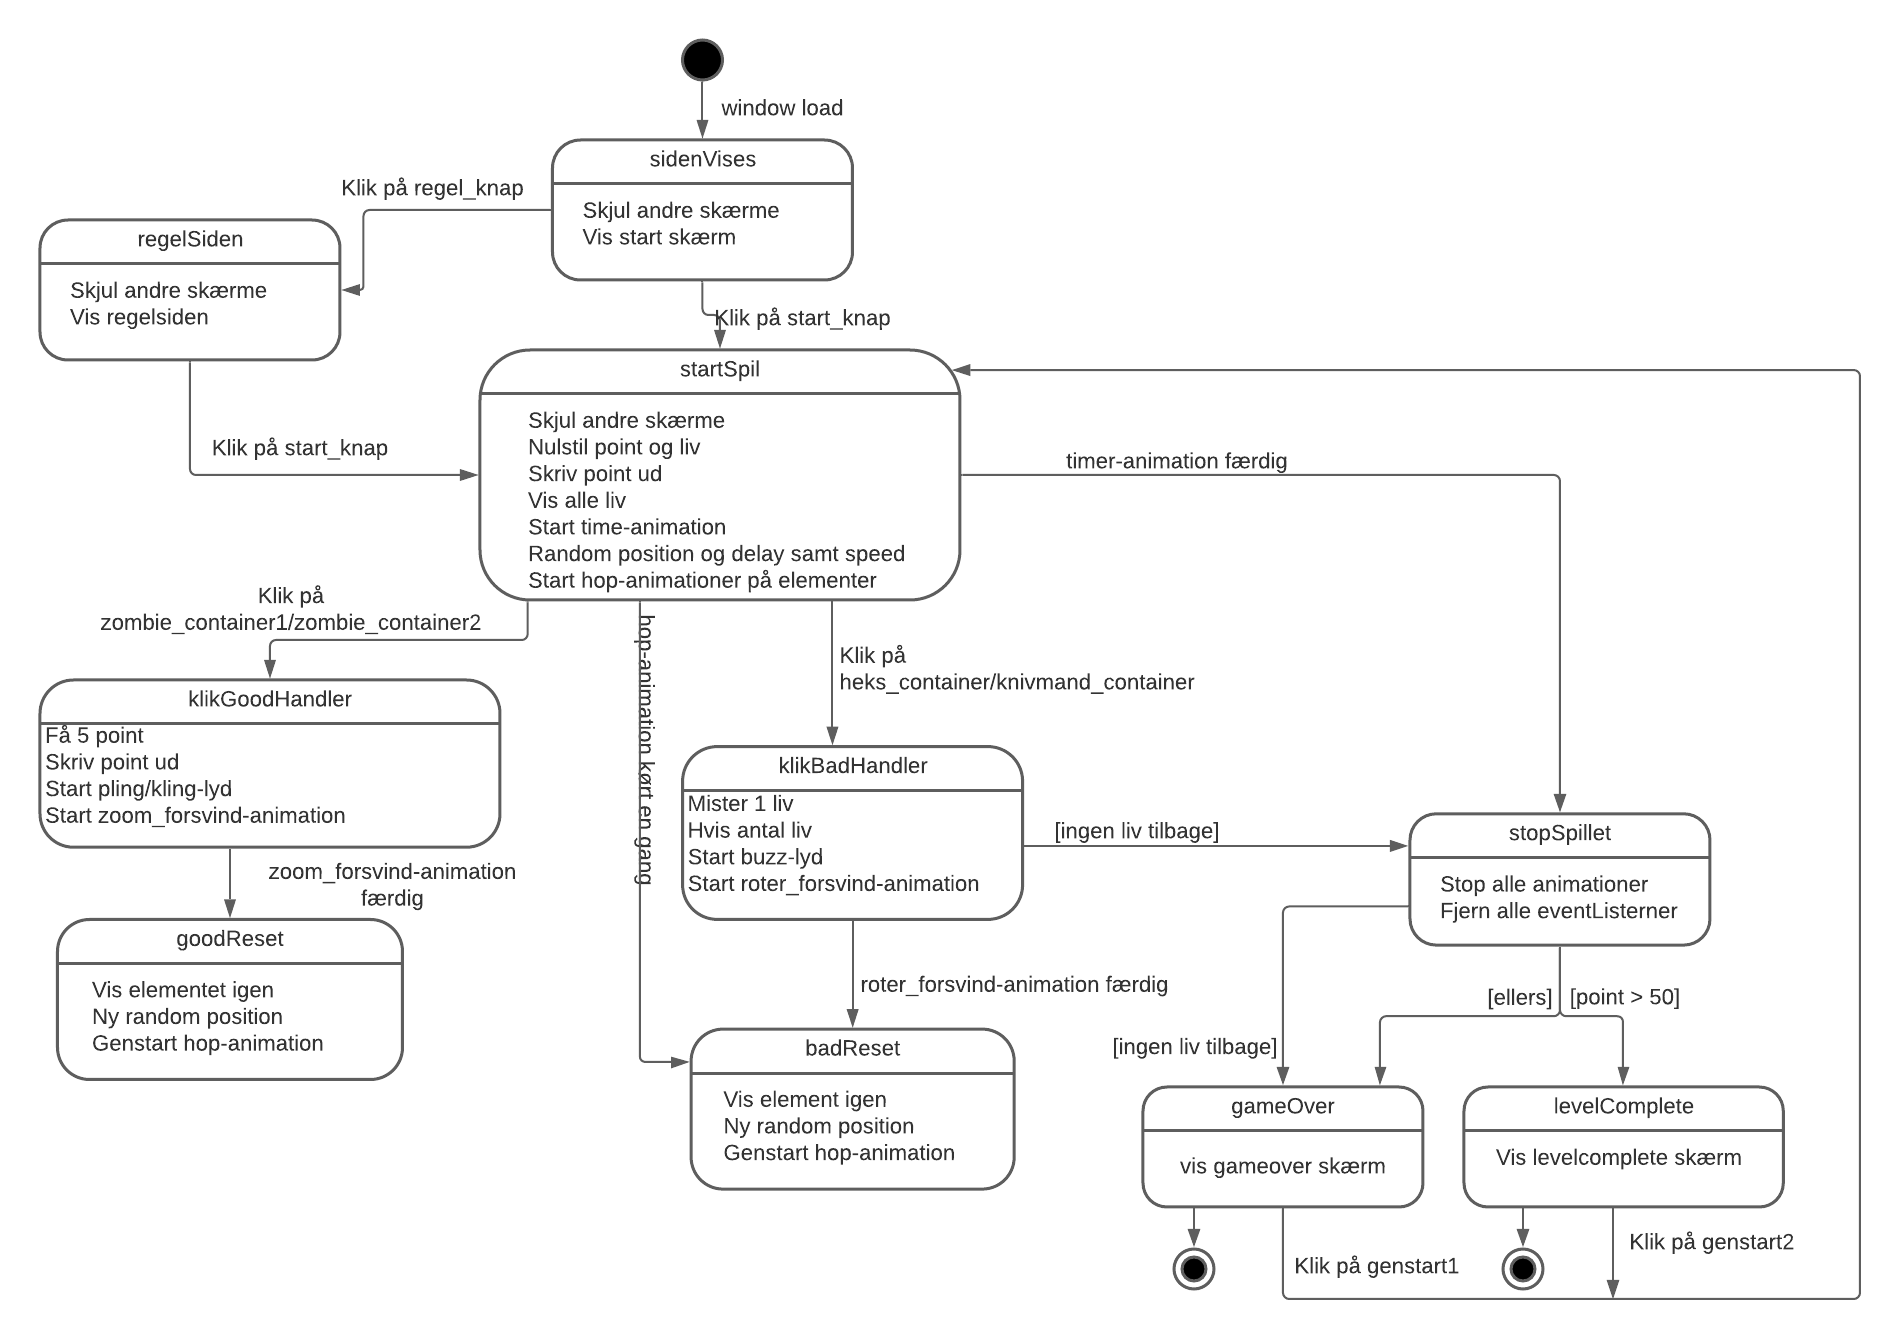 window load
sidenVises
Skjul andre skærme
Vis start skærm
Klik på regel_knap
regelSiden
Skjul andre skærme
Vis regelsiden
Klik på start_knap
Klik på start_knap
startSpil
Skjul andre skærme
Nulstil point og liv
Skriv point ud
Vis alle liv
Start time-animation
Random position og delay samt speed
Start hop-animationer på elementer
timer-animation færdig
Klik på
zombie_container1/zombie_container2
hop-animation kørt en gang
Klik på
heks_container/knivmand_container
klikGoodHandler
Få 5 point
Skriv point ud
Start pling/kling-lyd
Start zoom_forsvind-animation
klikBadHandler
Mister 1 liv
Hvis antal liv
Start buzz-lyd
Start roter_forsvind-animation
[ingen liv tilbage]
stopSpillet
Stop alle animationer
Fjern alle eventListerner
zoom_forsvind-animation
færdig
goodReset
Vis elementet igen
Ny random position
Genstart hop-animation
roter_forsvind-animation færdig
badReset
Vis element igen
Ny random position
Genstart hop-animation
[ellers]
[point > 50]
[ingen liv tilbage]
gameOver
vis gameover skærm
levelComplete
Vis levelcomplete skærm
Klik på genstart1
Klik på genstart2